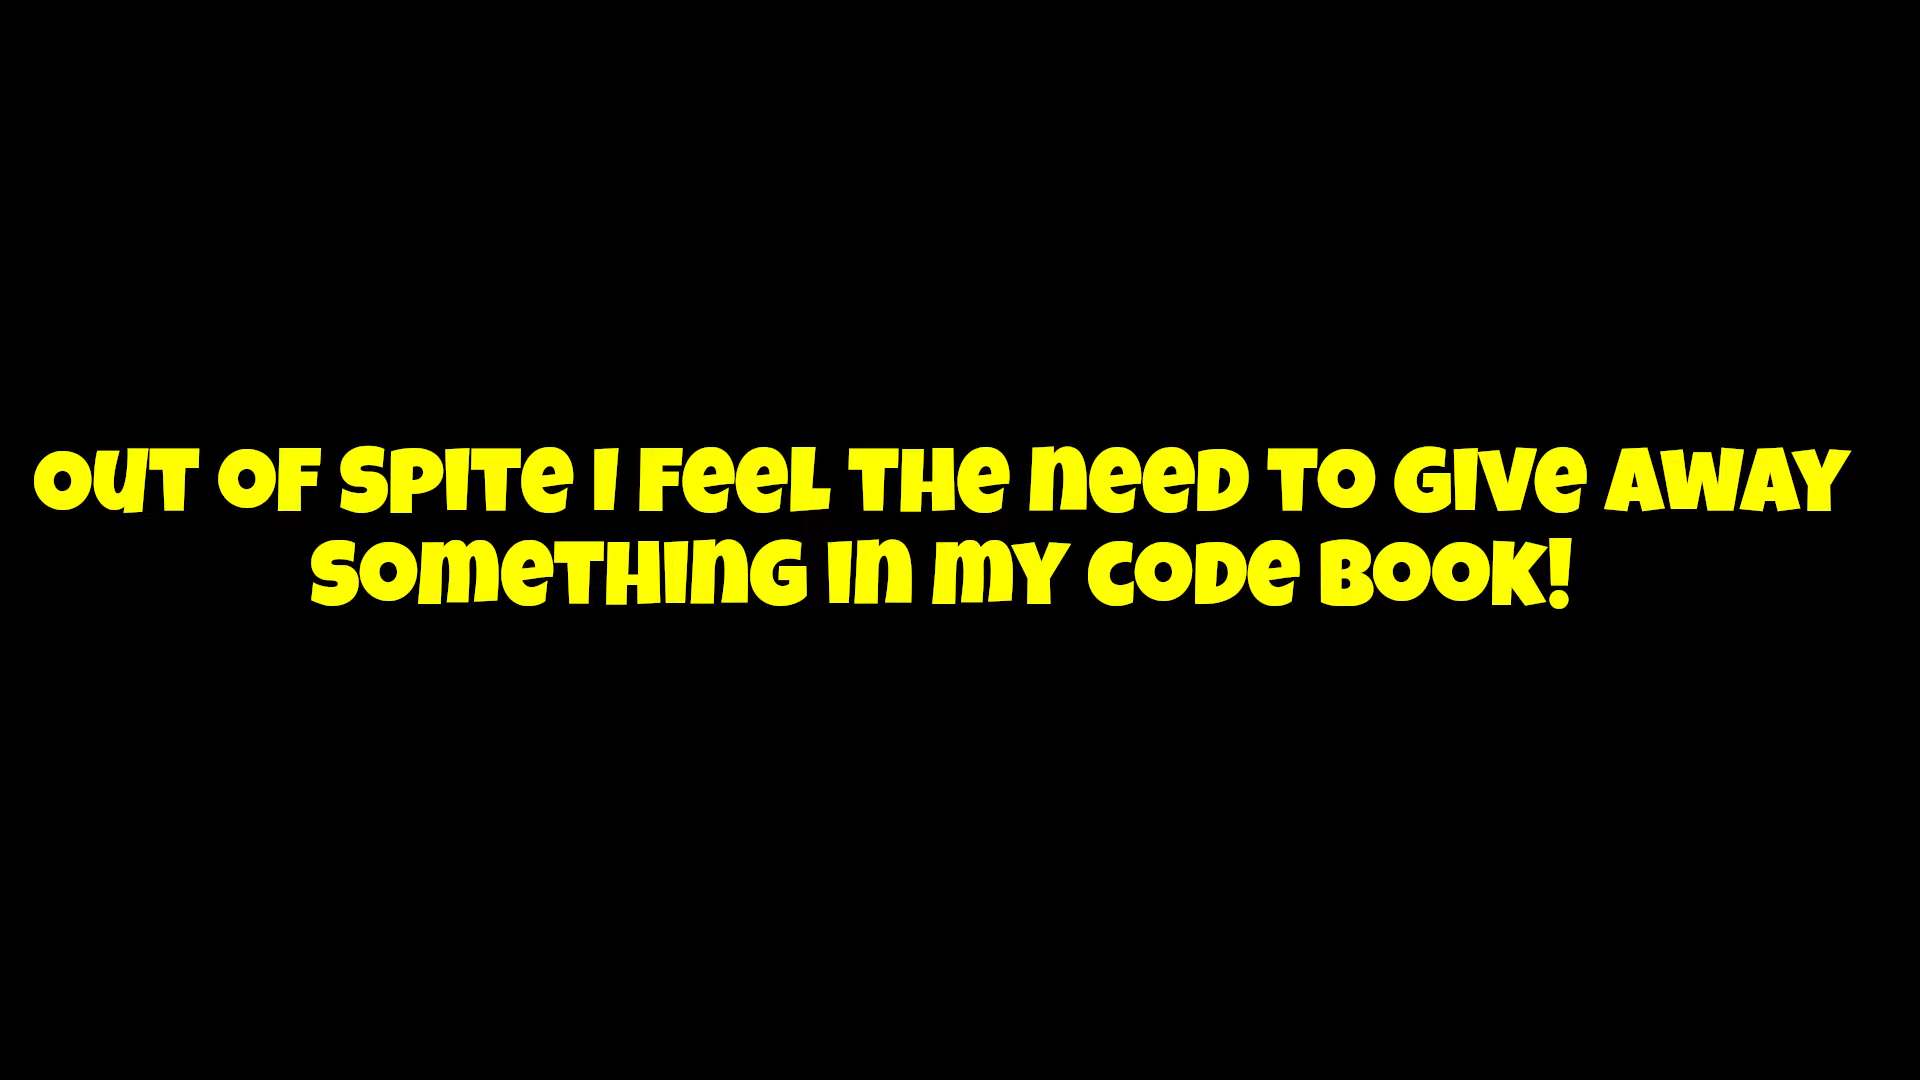 OUT OF SPITE I FEEL THE NEED TO GIVE AWAY
SOMETHING IN MY CODE BOOK!